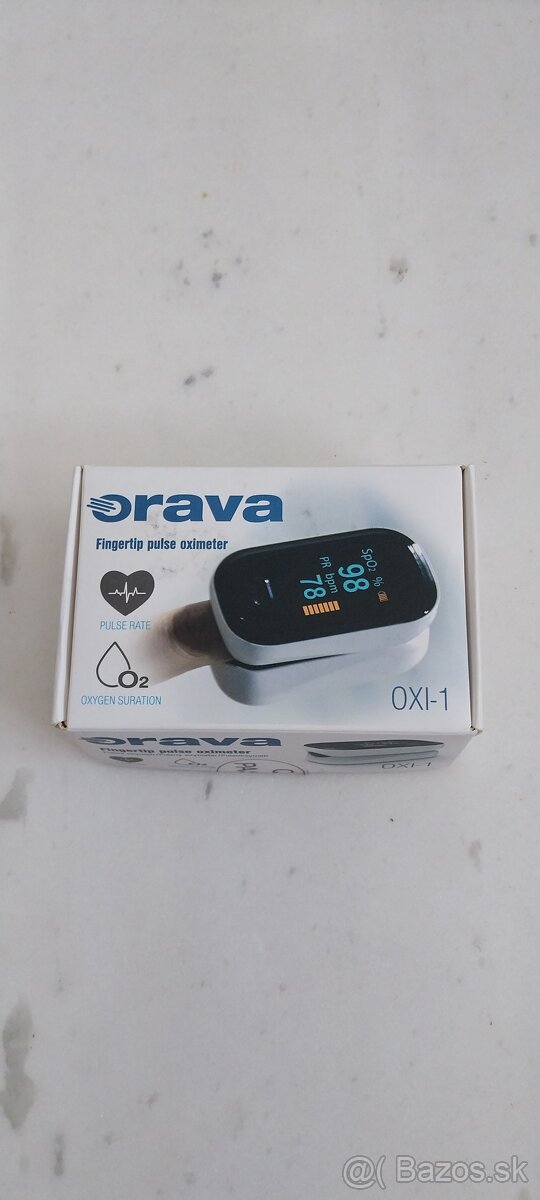 orava
Fingertip pulse oximeter
SpO₂ %
98
PR bpm
78
PULSE RATE
O₂
OXYGEN SURATION
OXI-1
orava
Fingertip pulse oximeter
O₂
OXI-1
@( Bazos.sk